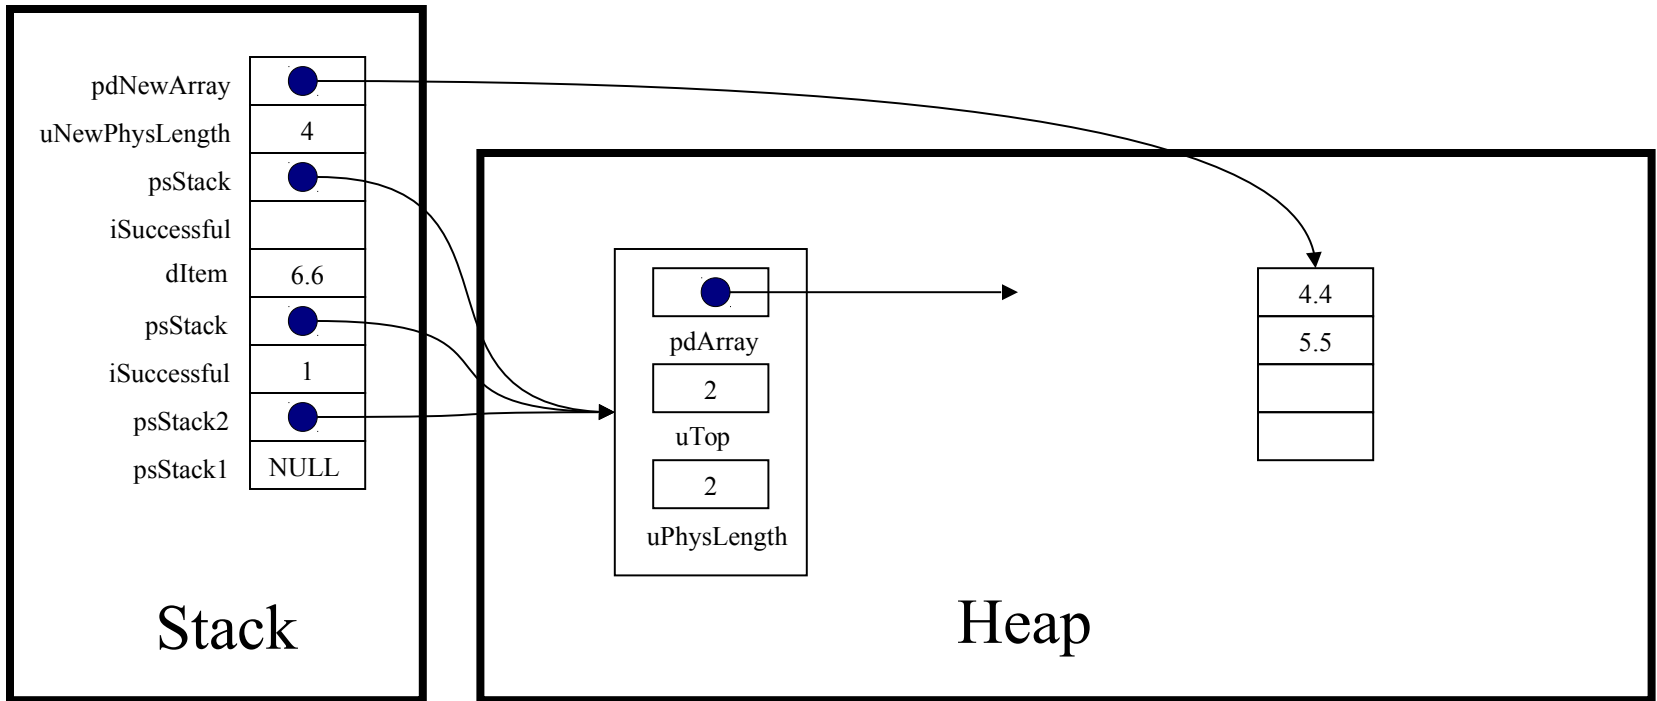 pdNewArray
uNewPhysLength 4
psStack
iSuccessful
dItem 6.6
psStack
iSuccessful 1
psStack2
psStack1 NULL
Stack
pdArray
2
uTop
2
uPhysLength
4.4
5.5
Heap